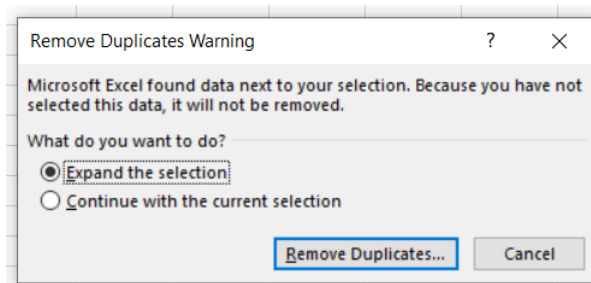 Remove Duplicates Warning ?
Microsoft Excel found data next to your selection. Because you have not
selected this data, it will not be removed.
What do you want to do?
Expand the selection
Continue with the current selection
Remove Duplicates... Cancel